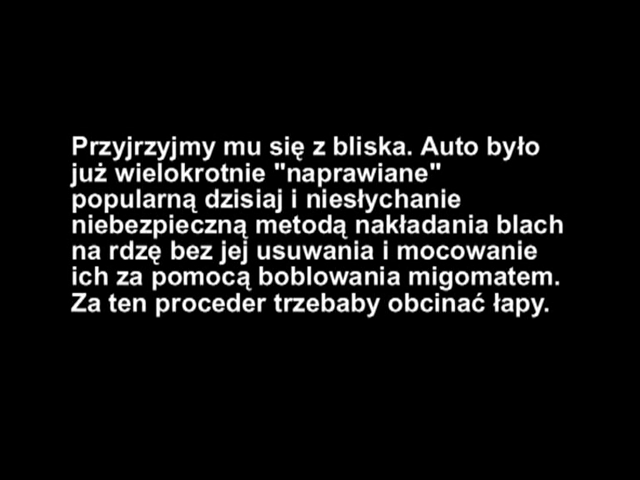 Przyjrzyjmy mu się z bliska. Auto było
już wielokrotnie "naprawiane"
popularną dzisiaj i niesłychanie
niebezpieczną metodą nakładania blach
na rdzę bez jej usuwania i mocowanie
ich za pomocą boblowania migomatem.
Za ten proceder trzebaby obcinać łapy.